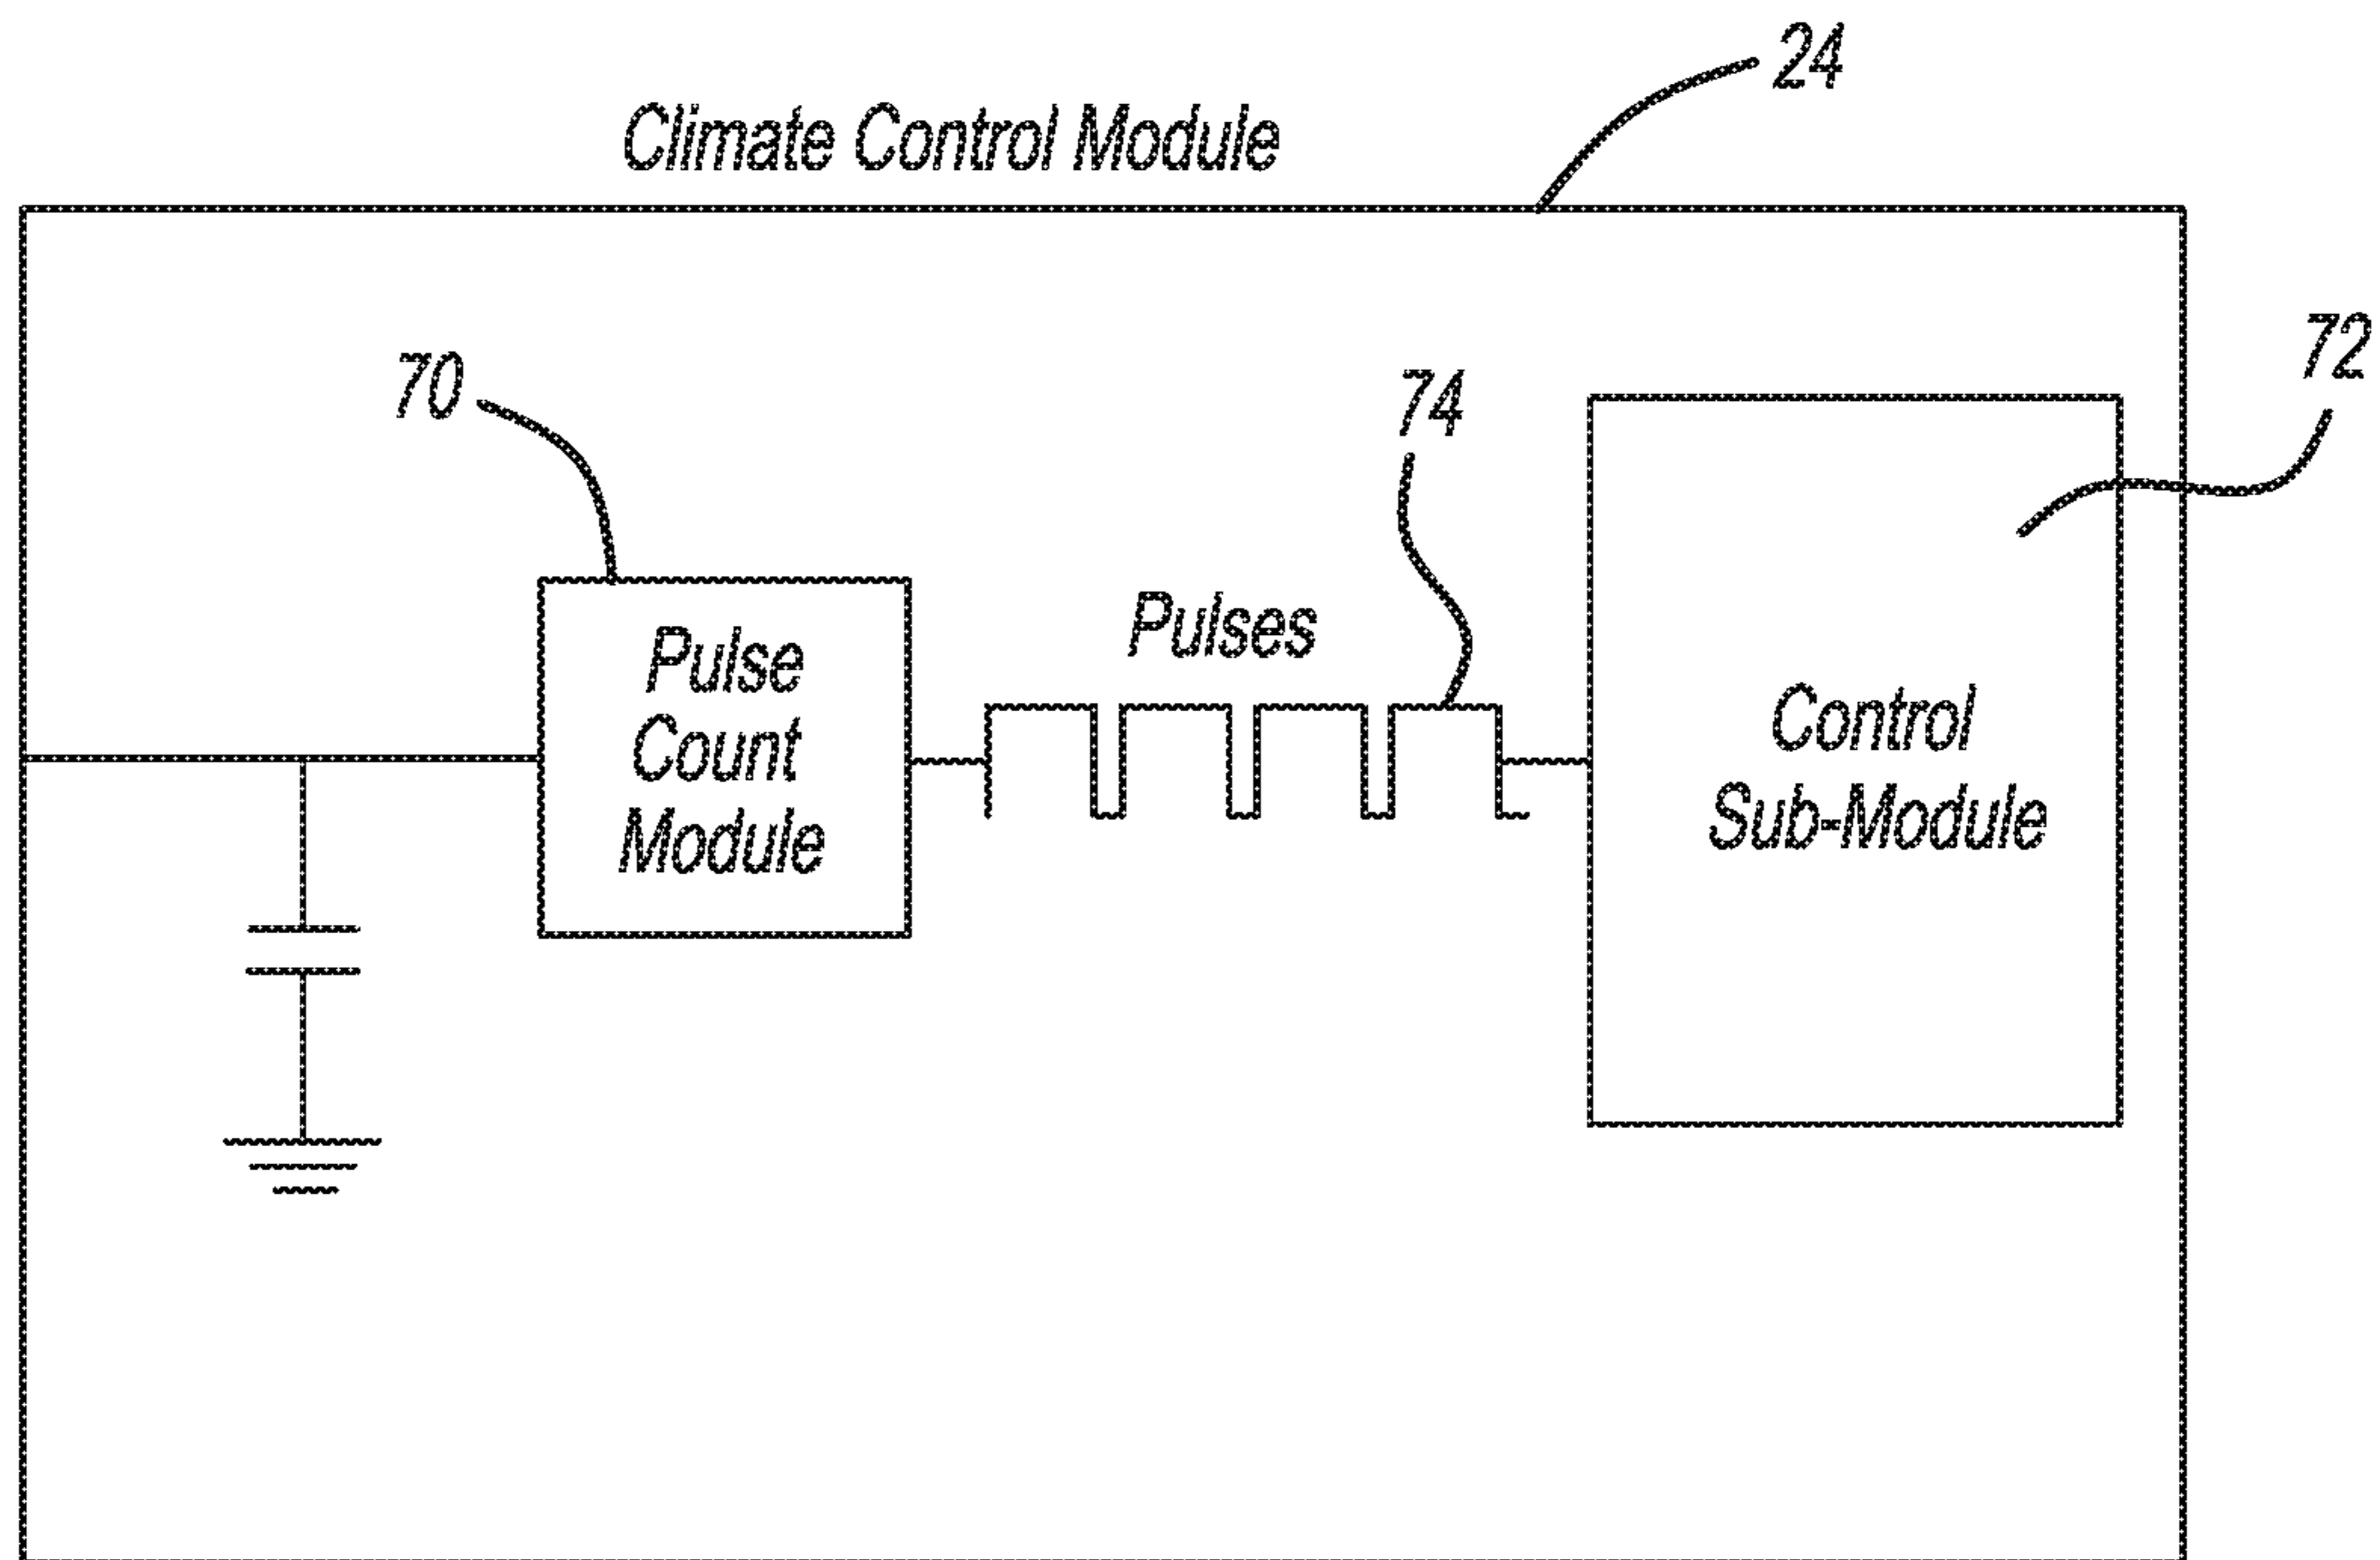 24
Climate Control Module
72
70
74
Pulses
Pulse
Count
Module
Control
Sub-Module